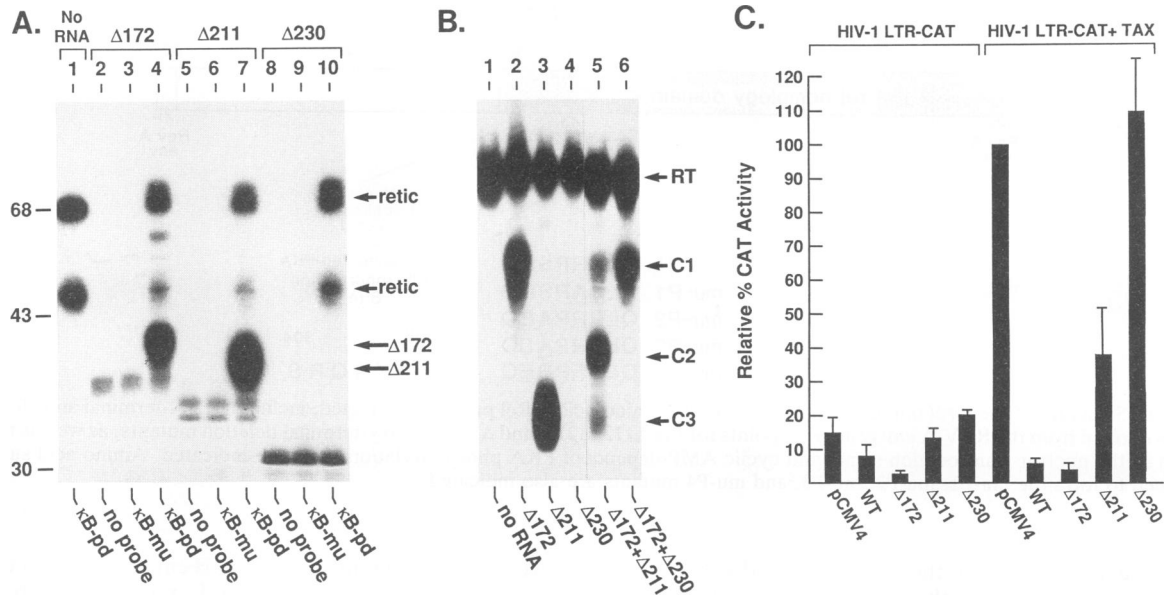 A.
No
RNA
Δ172
Δ211
Δ230
1 2 3 4 5 6 7 8 9 10
68
43
30
retic
retic
Δ172
Δ211
κB-pd
no probe
κB-mu
κB-pd
no probe
κB-mu
κB-pd
no probe
κB-mu
κB-pd
B.
1 2 3 4 5 6
RT
C1
C2
C3
no RNA
Δ172
Δ211
Δ230
Δ172+Δ211
Δ172+Δ230
C.
HIV-1 LTR-CAT
HIV-1 LTR-CAT+ TAX
Relative % CAT Activity
120
100
90
80
70
60
50
40
30
20
10
pCMV4
WT
Δ172
Δ211
Δ230
pCMV4
WT
Δ172
Δ211
Δ230